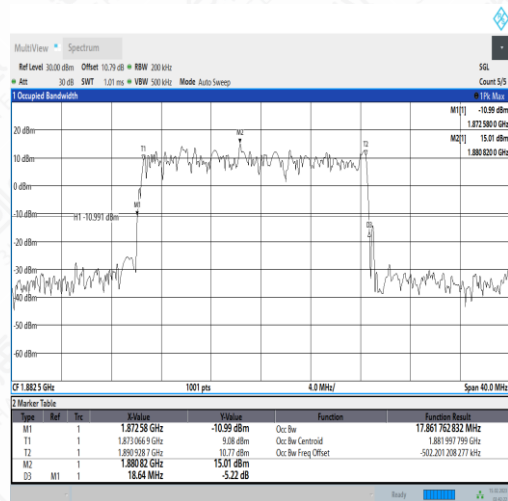 MultiView Spectrum
Ref Level 30.00 dBm Offset 10.79 dB RBW 200 kHz SGL
Att 30 dB SWT 1.01 ms VBW 500 kHz Mode Auto Sweep Count 5/5
1 Occupied Bandwidth 1Pk Max
M1[1] -10.99 dBm
1.872 580 0 GHz
M2[1] 15.01 dBm
1.880 820 0 GHz
20 dBm
M2
T1
T2
10 dBm
0 dBm
M1
-10 dBm
H1 -10.991 dBm
D3
-20 dBm
-30 dBm
-40 dBm
-50 dBm
-60 dBm
CF 1.882 5 GHz 1001 pts 4.0 MHz/ Span 40.0 MHz
2 Marker Table
Type Ref Trc X-Value Y-Value Function Function Result
M1 1 1.872 58 GHz -10.99 dBm Occ Bw 17.861 762 832 MHz
T1 1 1.873 066 9 GHz 9.08 dBm Occ Bw Centroid 1.881 997 799 GHz
T2 1 1.890 928 7 GHz 10.77 dBm Occ Bw Freq Offset -502.201 208 277 kHz
M2 1 1.880 82 GHz 15.01 dBm
D3 M1 1 18.64 MHz -5.22 dB
Ready